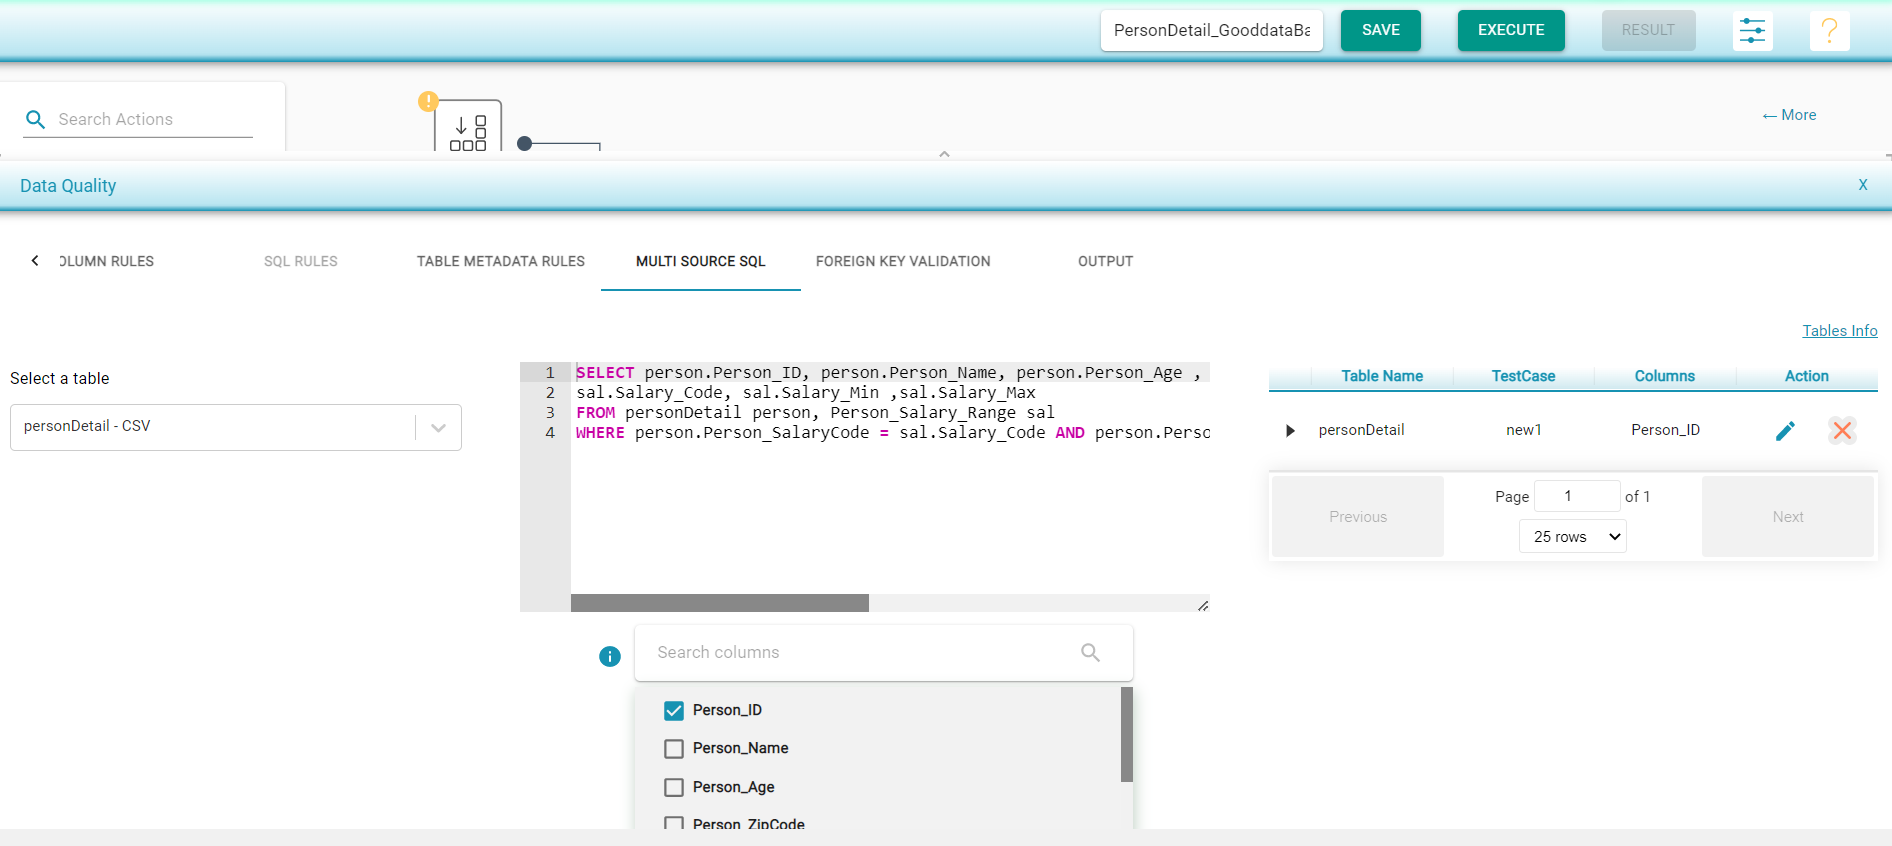 PersonDetail_GooddataBa
SAVE
EXECUTE
RESULT
?
Search Actions
!
← More
Data Quality
X
OLUMN RULES
SQL RULES
TABLE METADATA RULES
MULTI SOURCE SQL
FOREIGN KEY VALIDATION
OUTPUT
Tables Info
Select a table
personDetail - CSV
1 SELECT person.Person_ID, person.Person_Name, person.Person_Age ,
2 sal.Salary_Code, sal.Salary_Min ,sal.Salary_Max
3 FROM personDetail person, Person_Salary_Range sal
4 WHERE person.Person_SalaryCode = sal.Salary_Code AND person.Perso
Table Name TestCase Columns Action
personDetail new1 Person_ID
Previous
Page 1 of 1
25 rows
Next
i
Search columns
Person_ID
Person_Name
Person_Age
Person_ZipCode